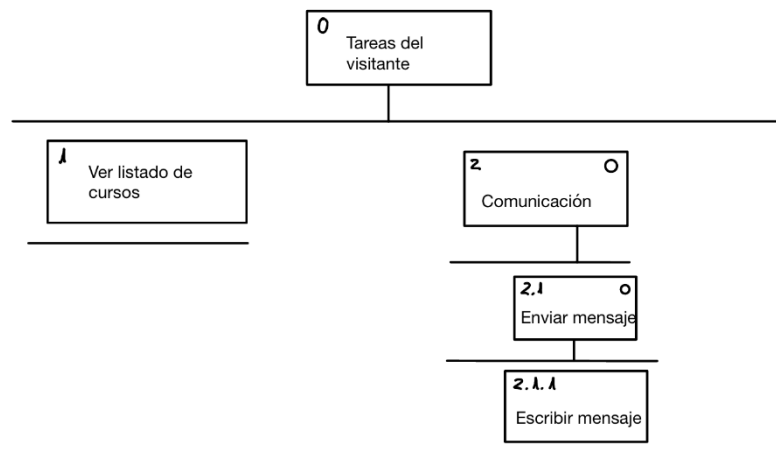 0
Tareas del
visitante
1
Ver listado de
cursos
2
Comunicación
2.1
Enviar mensaje
2.1.1
Escribir mensaje